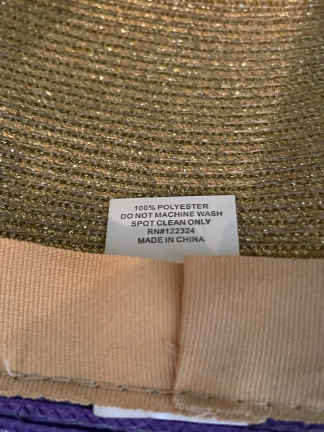 100% POLYESTER
DO NOT MACHINE WASH
SPOT CLEAN ONLY
RN#122324
MADE IN CHINA